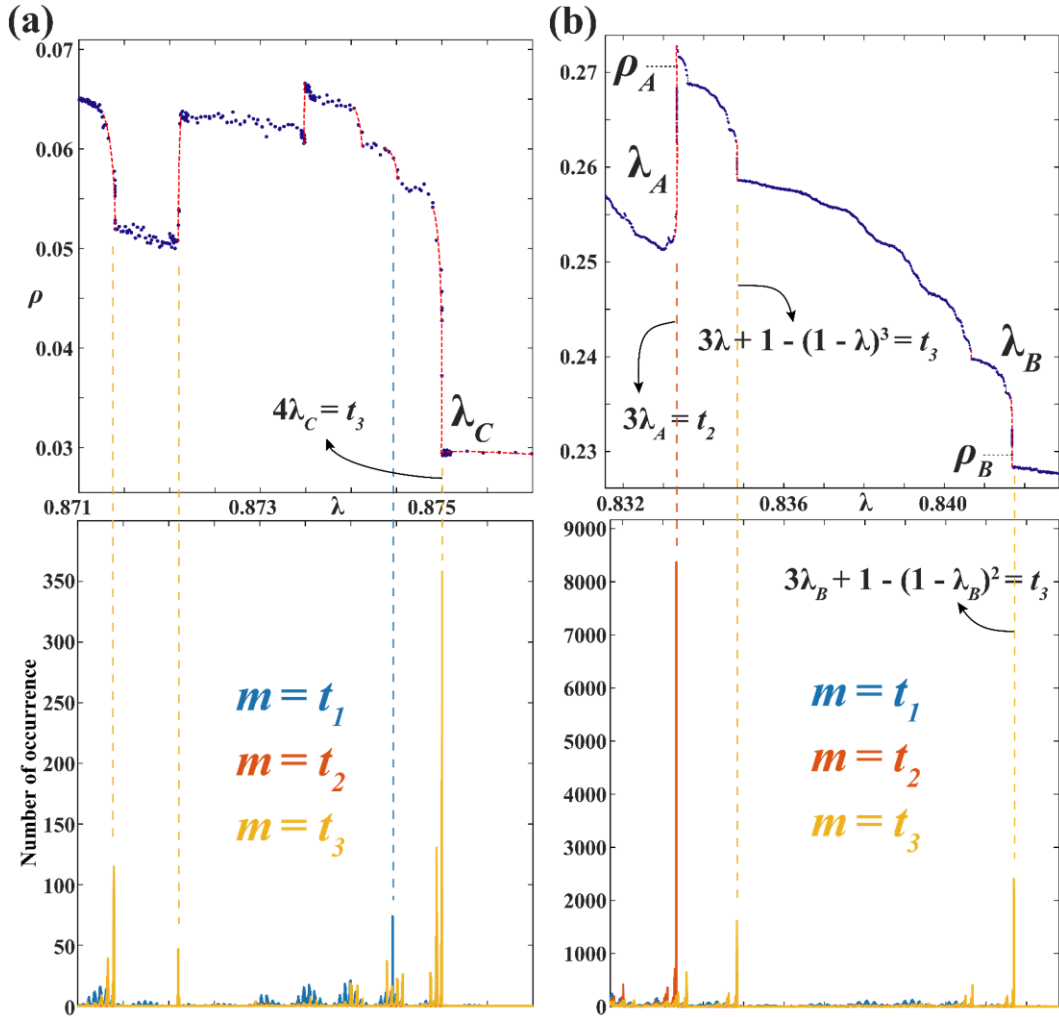 (a)
0.07
0.06
0.05
ρ
0.04
0.03
4λ_C = t_3
λ_C
0.871
0.873
λ
0.875
350
300
250
200
150
100
50
0
Number of occurrence
m = t_1
m = t_2
m = t_3
(b)
0.27
0.26
0.25
0.24
0.23
ρ_A
λ_A
3λ + 1 - (1 - λ)^3 = t_3
3λ_A = t_2
λ_B
ρ_B
0.832
0.836
λ
0.840
9000
8000
7000
6000
5000
4000
3000
2000
1000
0
3λ_B + 1 - (1 - λ_B)^2 = t_3
m = t_1
m = t_2
m = t_3